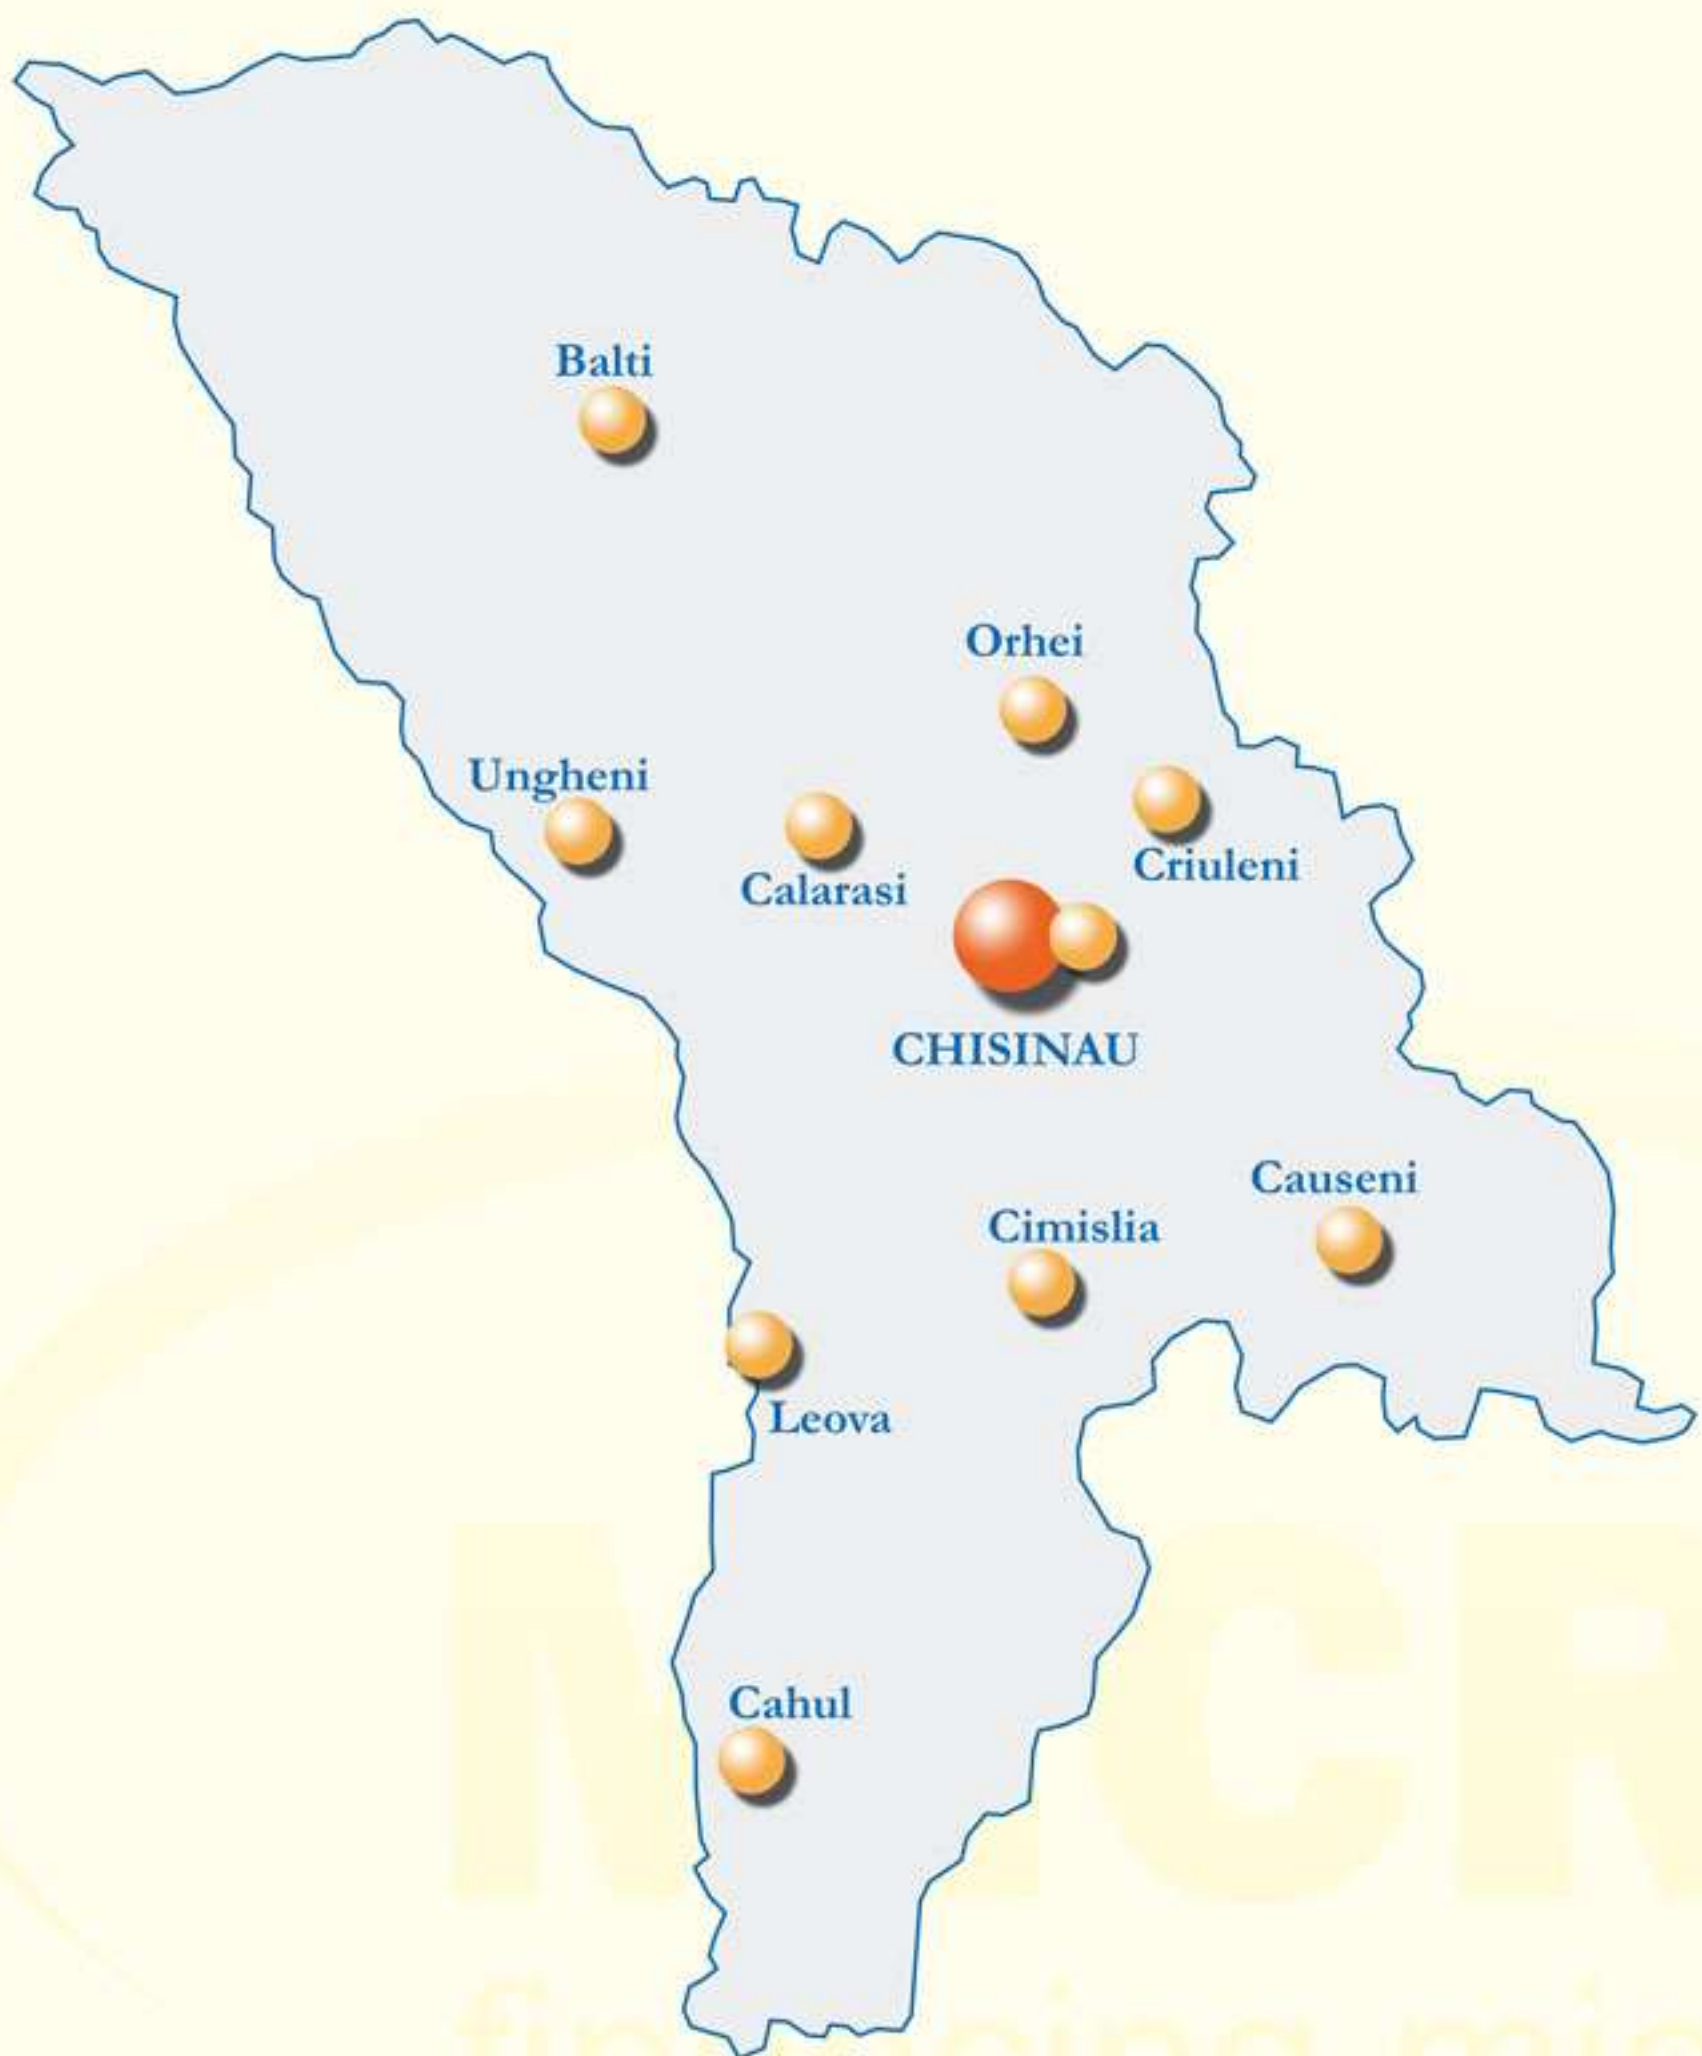 Balti
Orhei
Ungheni
Criuleni
Calarasi
CHISINAU
Causeni
Cimislia
Leova
Cahul